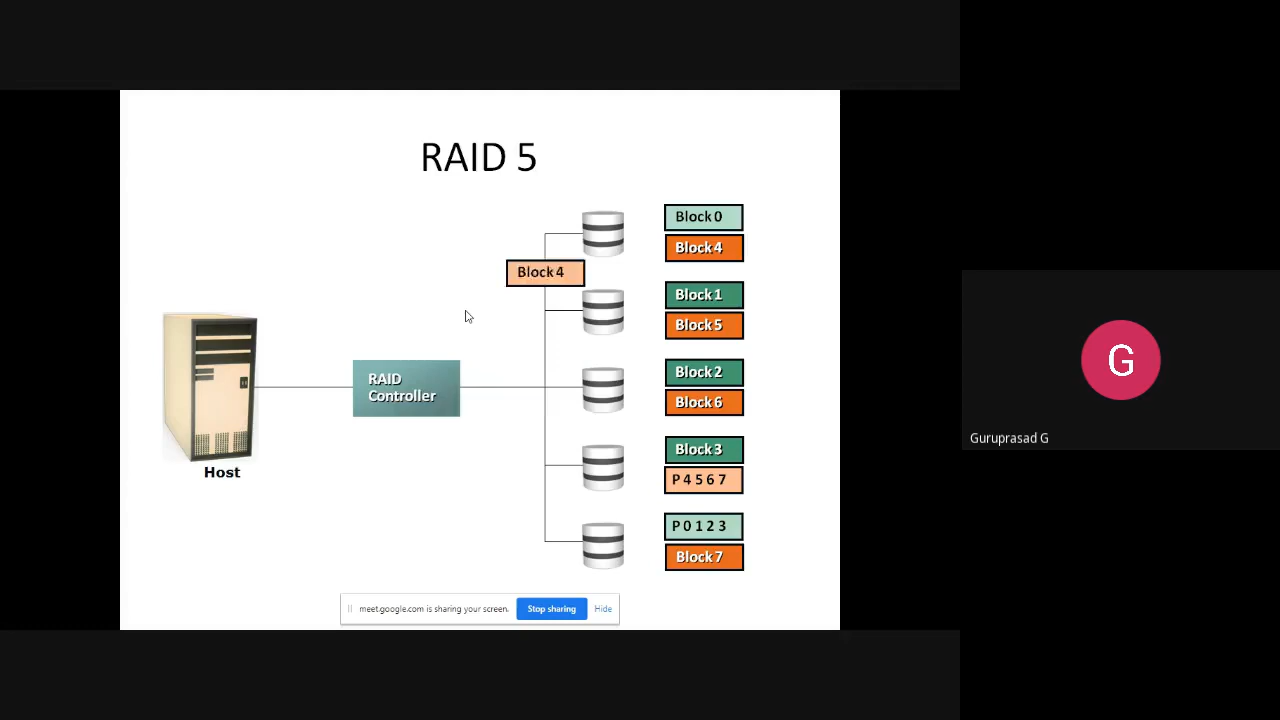 RAID 5
Block 0
Block 4
Block 4
Block 1
Block 5
RAID
Controller
Block 2
Block 6
Block 3
P 4 5 6 7
Host
P 0 1 2 3
Block 7
meet.google.com is sharing your screen.
Stop sharing
Hide
G
Guruprasad G